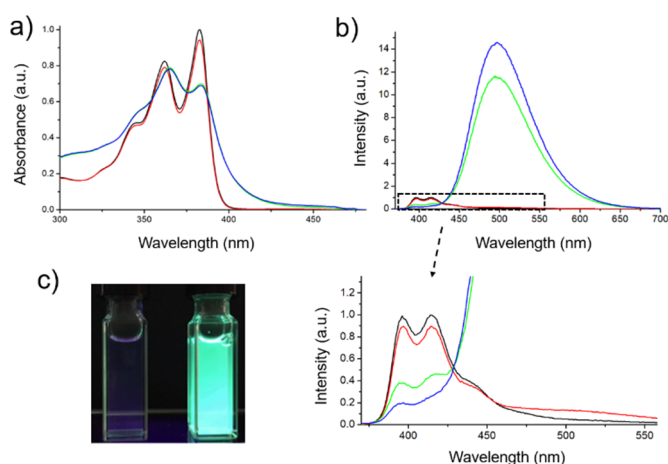 a)
1.0
0.8
0.6
0.4
0.2
0.0
Absorbance (a.u.)
300 350 400 450
Wavelength (nm)
b)
14
12
10
8
6
4
2
0
Intensity (a.u.)
400 450 500 550 600 650 700
Wavelength (nm)
c)
1.2
1.0
0.8
0.6
0.4
0.2
0.0
Intensity (a.u.)
400 450 500 550
Wavelength (nm)